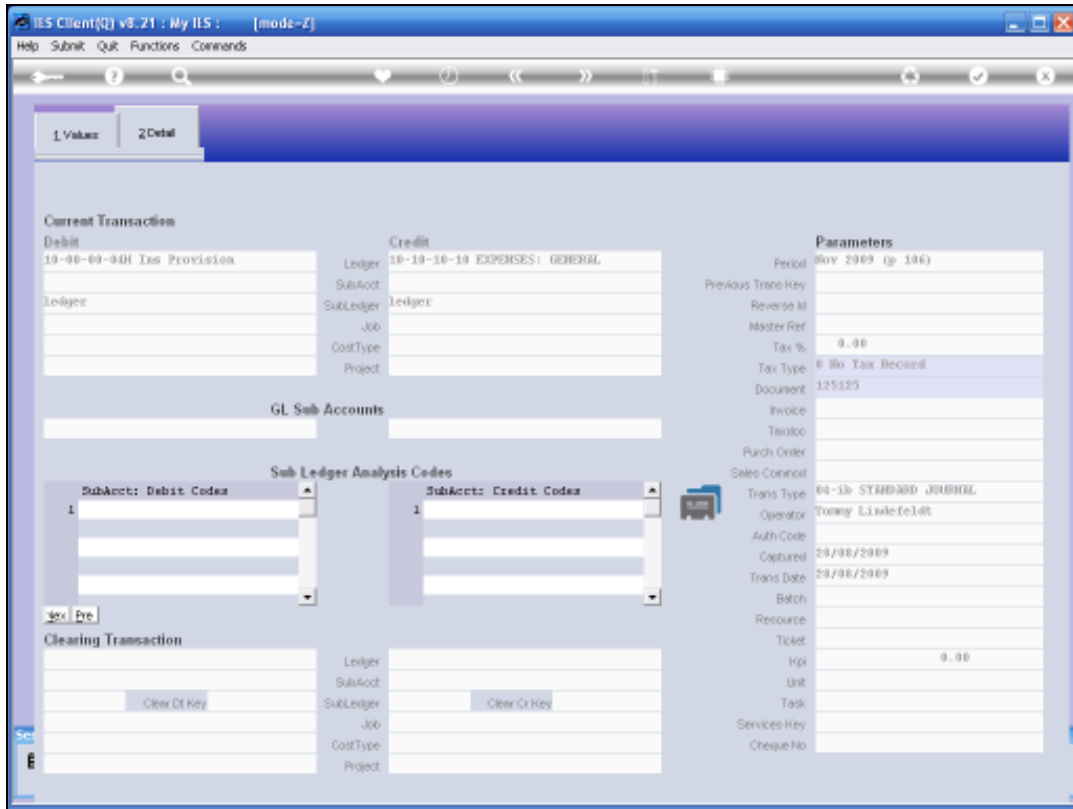 IES Client(Q) v8.21 : My IES : [mode=Z]
Help Submit Quit Functions Commands
1 Values 2 Detail
Current Transaction
Debit Credit Parameters
10-00-00-04H Ins Provision Ledger 10-10-10-10 EXPENSES: GENERAL Period Nov 2009 (p 106)
SubAcct Previous Trans Key
ledger SubLedger ledger Reverse Id
Job Master Ref
CostType Tax % 0.00
Project Tax Type 0 No Tax Record
Document 125125
GL Sub Accounts Invoice
Purch Order
Sub Ledger Analysis Codes Sales Commod
SubAcct: Debit Codes SubAcct: Credit Codes Trans Type 04-1b STANDARD JOURNAL
1 1 Operator Tommy Lindefeldt
Auth Code
Captured 28/08/2009
Trans Date 28/08/2009
Batch
Nex Pre Resource
Clearing Transaction Ticket
Ledger Kpi 0.00
SubAcct Unit
Clear Dt Key SubLedger Clear Cr Key Task
Job Services Key
CostType Cheque No
Project